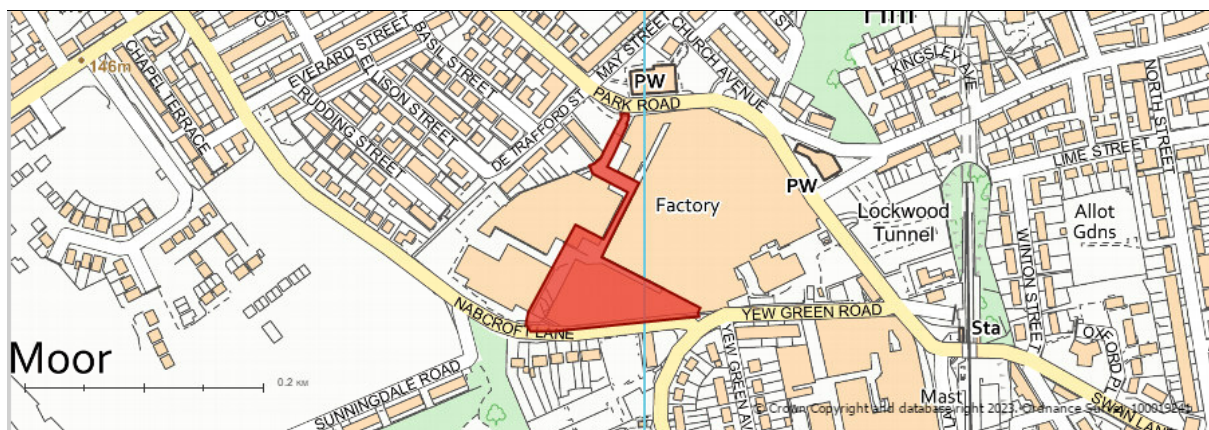 146m
CHAPEL TERRACE
EVERARD STREET
ELLISON STREET
RUDDING STREET
BASIL STREET
DE TRAFFORD ST
MAY STREET
PW
PARK ROAD
CHURCH AVENUE
KINGSLEY AVE
NORTH STREET
LIME STREET
PW
Factory
Lockwood
Tunnel
Allot
Gdns
WINTON STREET
NABCROFT LANE
YEW GREEN ROAD
YEW GREEN AVE
Sta
Moor
0.2 KM
SUNNINGDALE ROAD
Mast
SWAN LANE
© Crown Copyright and database right 2023. Ordnance Survey 100019241